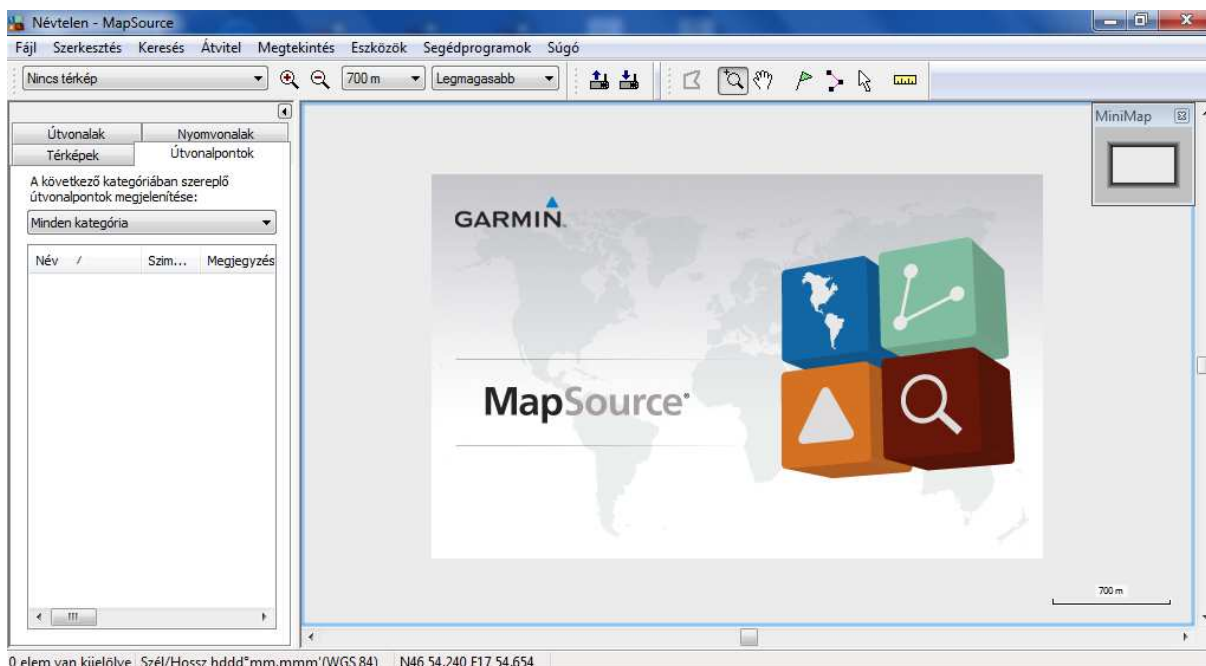 Névtelen - MapSource
Fájl Szerkesztés Keresés Átvitel Megtekintés Eszközök Segédprogramok Súgó
Nincs térkép 700 m Legmagasabb
Útvonalak Nyomvonalak
Térképek Útvonalpontok
A következő kategóriában szereplő
útvonalpontok megjelenítése:
Minden kategória
Név / Szim... Megjegyzés
MiniMap
GARMIN
MapSource®
700 m
0 elem van kijelölve Szél/Hossz hddd°mm.mmm'(WGS 84) N46 54.240 E17 54.654